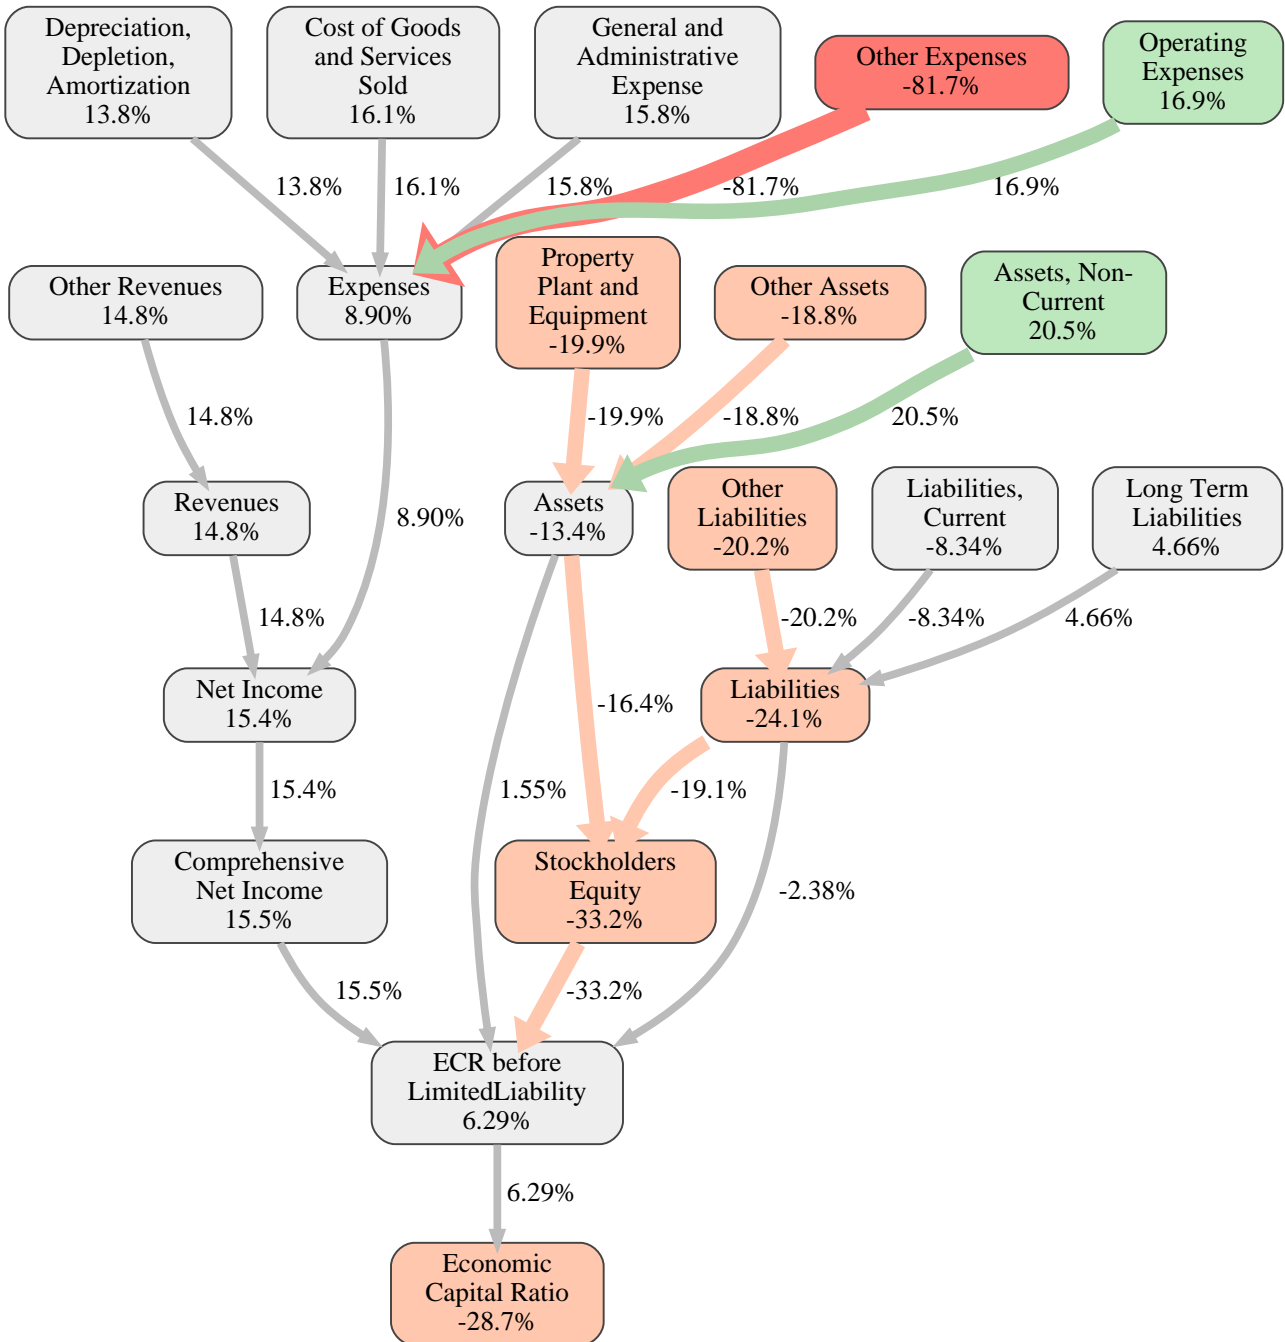 Depreciation,
Depletion,
Amortization
13.8%
Cost of Goods
and Services
Sold
16.1%
General and
Administrative
Expense
15.8%
Other Expenses
-81.7%
Operating
Expenses
16.9%
13.8%
16.1%
15.8%
-81.7%
16.9%
Other Revenues
14.8%
Expenses
8.90%
Property
Plant and
Equipment
-19.9%
Other Assets
-18.8%
Assets, Non-
Current
20.5%
14.8%
-19.9%
-18.8%
20.5%
Revenues
14.8%
8.90%
Assets
-13.4%
Other
Liabilities
-20.2%
Liabilities,
Current
-8.34%
Long Term
Liabilities
4.66%
14.8%
-20.2%
-8.34%
4.66%
Net Income
15.4%
-16.4%
Liabilities
-24.1%
15.4%
1.55%
-19.1%
Comprehensive
Net Income
15.5%
Stockholders
Equity
-33.2%
-2.38%
15.5%
-33.2%
ECR before
LimitedLiability
6.29%
6.29%
Economic
Capital Ratio
-28.7%